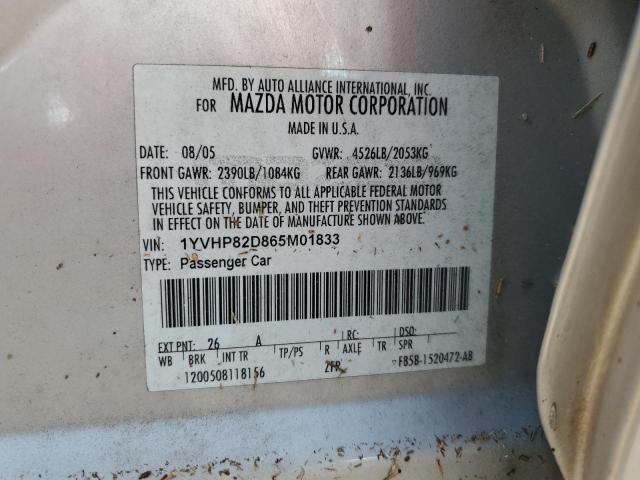 MFD. BY AUTO ALLIANCE INTERNATIONAL, INC.
FOR MAZDA MOTOR CORPORATION
MADE IN U.S.A.
DATE: 08/05 GVWR: 4526LB/2053KG
FRONT GAWR: 2390LB/1084KG REAR GAWR: 2136LB/969KG
THIS VEHICLE CONFORMS TO ALL APPLICABLE FEDERAL MOTOR
VEHICLE SAFETY, BUMPER, AND THEFT PREVENTION STANDARDS
IN EFFECT ON THE DATE OF MANUFACTURE SHOWN ABOVE.
VIN: 1YVHP82D865M01833
TYPE: Passenger Car
EXT PNT: 26 A LRC: DSO:
WB BRK INT TR TP/PS R AXLE TR SPR
1200508118156 F85B-1520472-AB